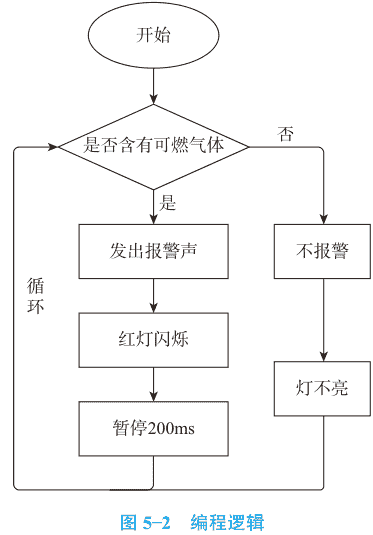 开始
是否含有可燃气体
否
是
发出报警声
不报警
循
环
红灯闪烁
灯不亮
暂停200ms
图 5-2 编程逻辑